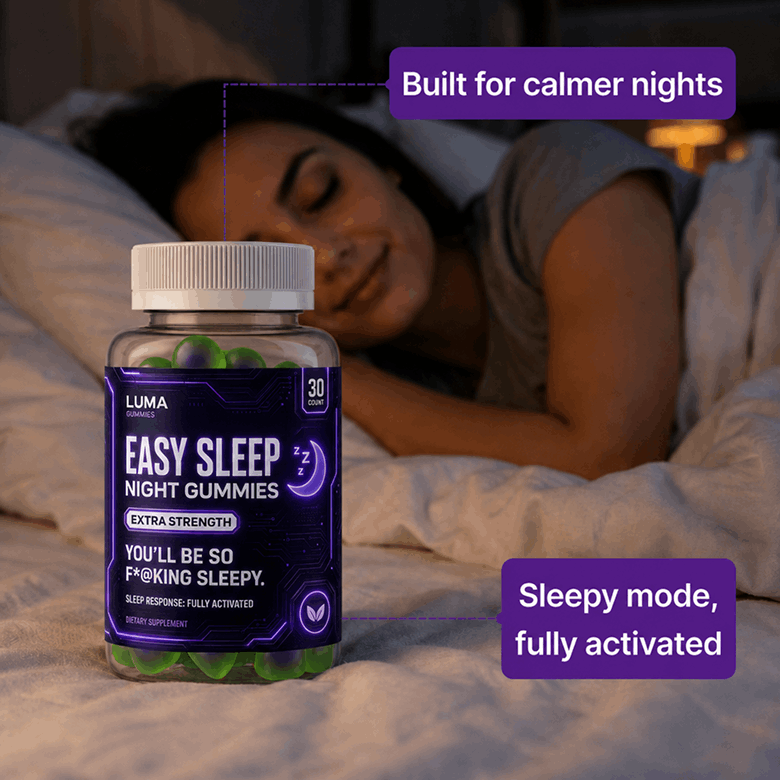 Built for calmer nights
LUMA
GUMMIES
30
COUNT
EASY SLEEP
z Z z
NIGHT GUMMIES
EXTRA STRENGTH
YOU'LL BE SO
F*@KING SLEEPY.
SLEEP RESPONSE: FULLY ACTIVATED
DIETARY SUPPLEMENT
Sleepy mode,
fully activated